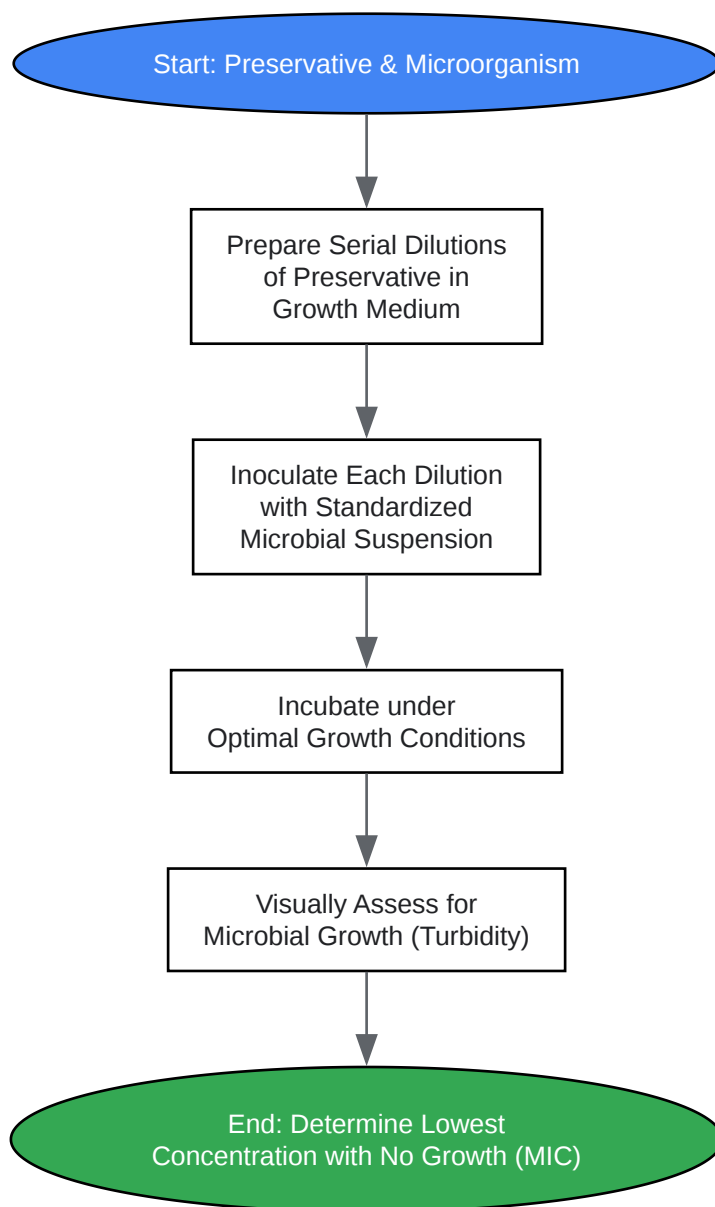 Start: Preservative & Microorganism
Prepare Serial Dilutions
of Preservative in
Growth Medium
Inoculate Each Dilution
with Standardized
Microbial Suspension
Incubate under
Optimal Growth Conditions
Visually Assess for
Microbial Growth (Turbidity)
End: Determine Lowest
Concentration with No Growth (MIC)